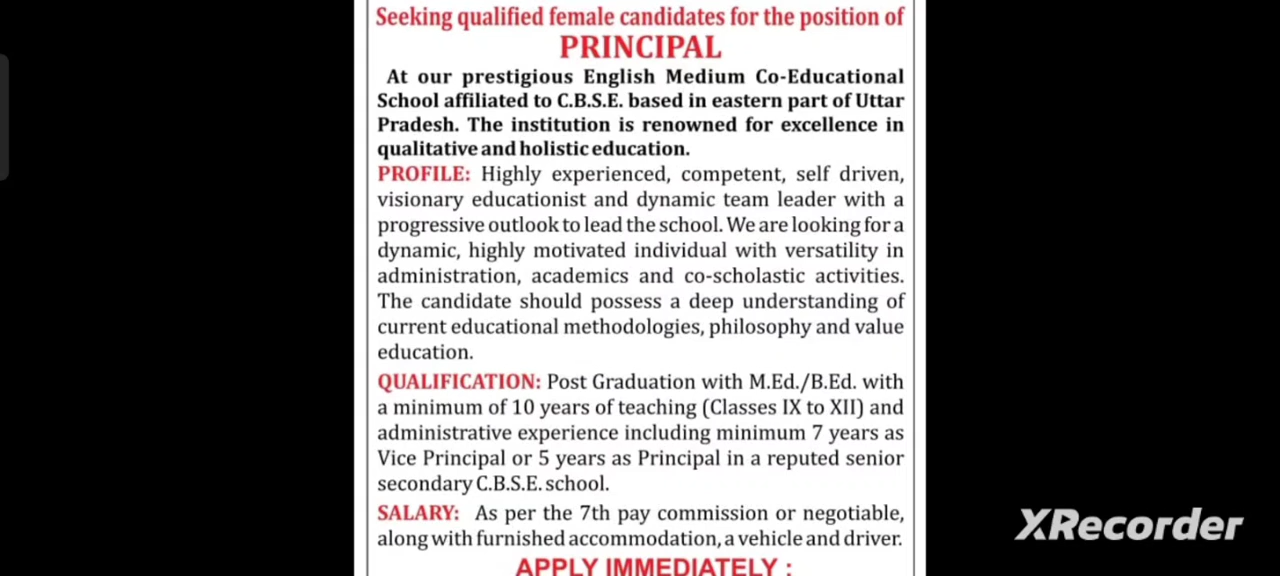 Seeking qualified female candidates for the position of
PRINCIPAL
At our prestigious English Medium Co-Educational
School affiliated to C.B.S.E. based in eastern part of Uttar
Pradesh. The institution is renowned for excellence in
qualitative and holistic education.
PROFILE: Highly experienced, competent, self driven,
visionary educationist and dynamic team leader with a
progressive outlook to lead the school. We are looking for a
dynamic, highly motivated individual with versatility in
administration, academics and co-scholastic activities.
The candidate should possess a deep understanding of
current educational methodologies, philosophy and value
education.
QUALIFICATION: Post Graduation with M.Ed./B.Ed. with
a minimum of 10 years of teaching (Classes IX to XII) and
administrative experience including minimum 7 years as
Vice Principal or 5 years as Principal in a reputed senior
secondary C.B.S.E. school.
SALARY: As per the 7th pay commission or negotiable,
along with furnished accommodation, a vehicle and driver.
APPLY IMMEDIATELY :
XRecorder